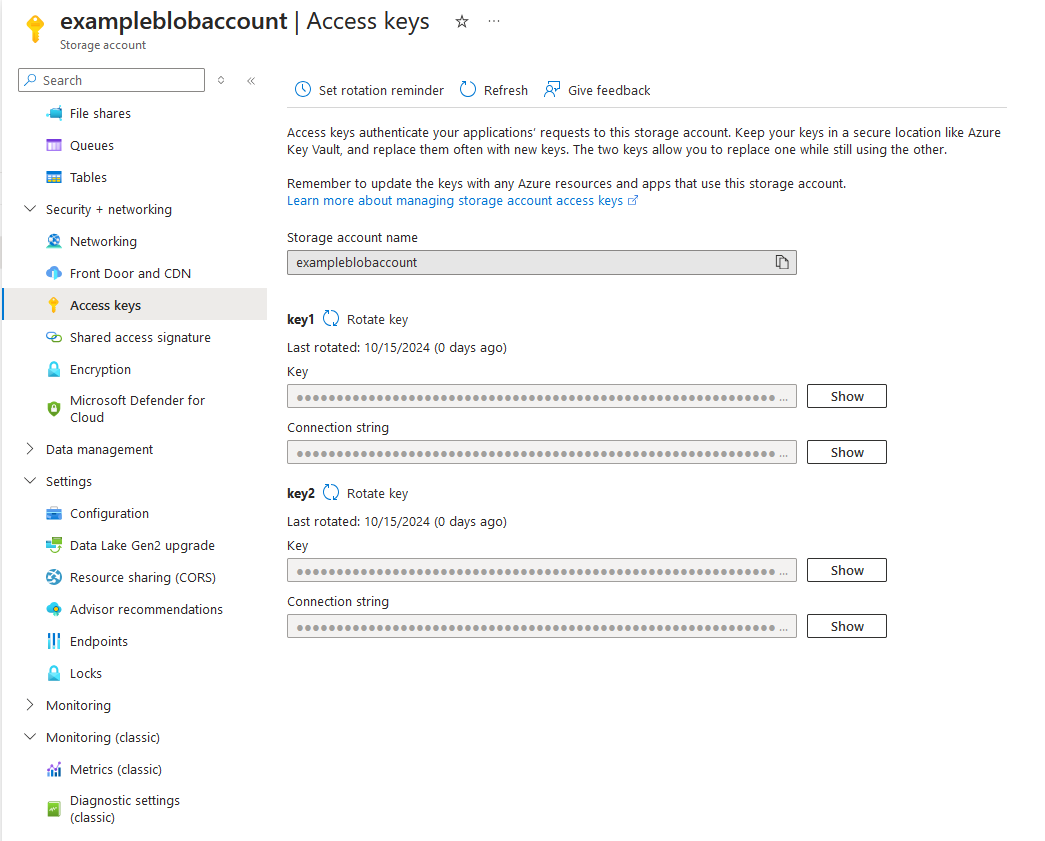 exampleblobaccount | Access keys
Storage account
Search
File shares
Queues
Tables
Security + networking
Networking
Front Door and CDN
Access keys
Shared access signature
Encryption
Microsoft Defender for
Cloud
Data management
Settings
Configuration
Data Lake Gen2 upgrade
Resource sharing (CORS)
Advisor recommendations
Endpoints
Locks
Monitoring
Monitoring (classic)
Metrics (classic)
Diagnostic settings
(classic)
Set rotation reminder Refresh Give feedback
Access keys authenticate your applications’ requests to this storage account. Keep your keys in a secure location like Azure
Key Vault, and replace them often with new keys. The two keys allow you to replace one while still using the other.
Remember to update the keys with any Azure resources and apps that use this storage account.
Learn more about managing storage account access keys
Storage account name
exampleblobaccount
key1 Rotate key
Last rotated: 10/15/2024 (0 days ago)
Key
Show
Connection string
Show
key2 Rotate key
Last rotated: 10/15/2024 (0 days ago)
Key
Show
Connection string
Show